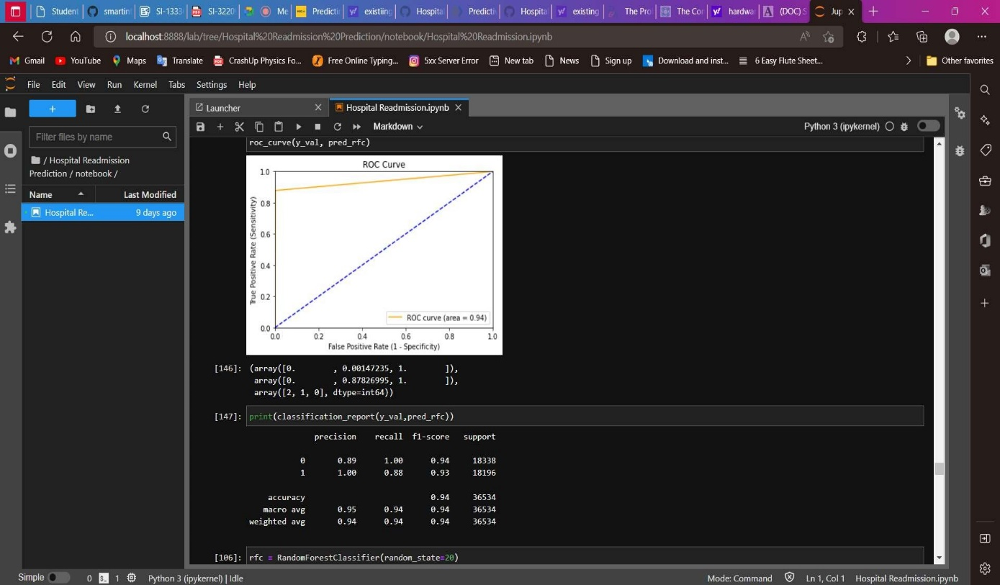 Student
smartin
SI-1333
SI-3220
Me
Predicti
existiing
Hospita
Predicti
Hospita
existing
The Pro
The Cor
hardwa
(DOC) S
Jup
localhost:8888/lab/tree/Hospital%20Readmission%20Prediction/notebook/Hospital%20Readmission.ipynb
Gmail YouTube Maps Translate CrashUp Physics Fo... Free Online Typing... 5xx Server Error New tab News Sign up Download and inst... 6 Easy Flute Sheet... Other favorites
File Edit View Run Kernel Tabs Settings Help
Launcher
Hospital Readmission.ipynb
Filter files by name
Markdown
Python 3 (ipykernel)
/ Hospital Readmission
Prediction / notebook /
Name Last Modified
Hospital Re... 9 days ago
roc_curve(y_val, pred_rfc)
ROC Curve
1.0
0.8
0.6
0.4
0.2
0.0
True Positive Rate (Sensitivity)
ROC curve (area = 0.94)
0.0 0.2 0.4 0.6 0.8 1.0
False Positive Rate (1 - Specificity)
[146]: (array([0. , 0.00147235, 1. ]),
array([0. , 0.87826995, 1. ]),
array([2, 1, 0], dtype=int64))
[147]: print(classification_report(y_val,pred_rfc))
precision recall f1-score support
0 0.89 1.00 0.94 18338
1 1.00 0.88 0.93 18196
accuracy 0.94 36534
macro avg 0.95 0.94 0.94 36534
weighted avg 0.94 0.94 0.94 36534
[106]: rfc = RandomForestClassifier(random_state=20)
Simple 0 1 Python 3 (ipykernel) | Idle
Mode: Command Ln 1, Col 1 Hospital Readmission.ipynb